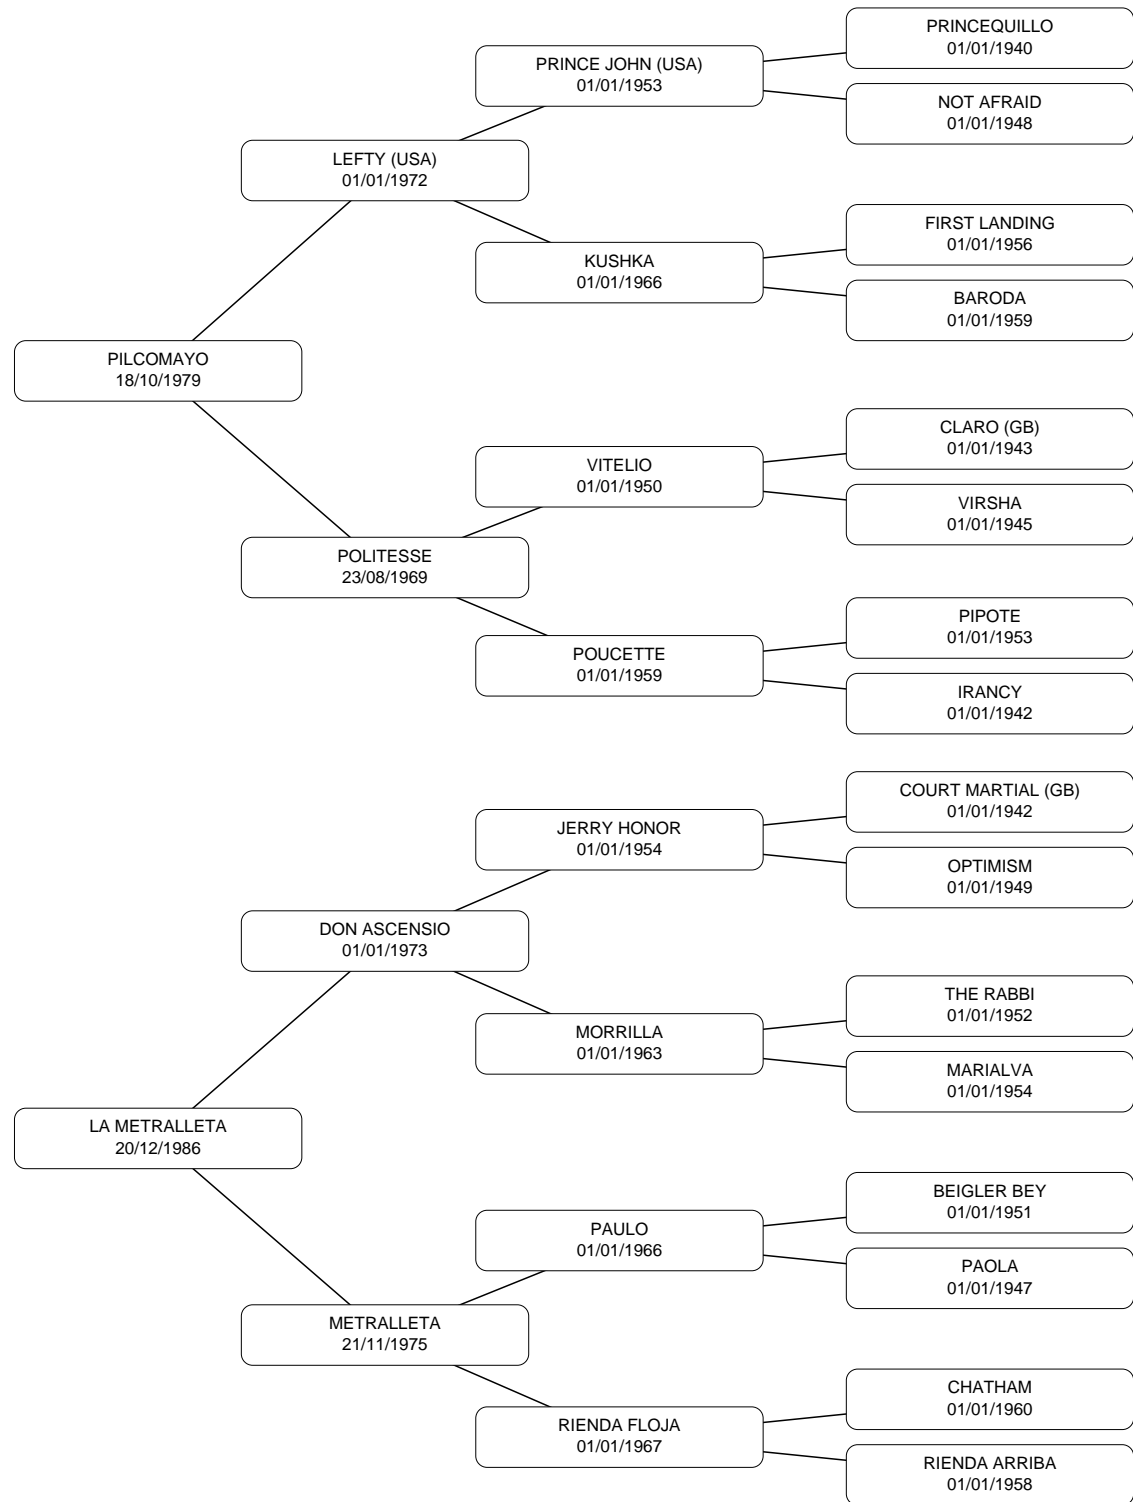 PRINCEQUILLO
01/01/1940
PRINCE JOHN (USA)
01/01/1953
NOT AFRAID
01/01/1948
LEFTY (USA)
01/01/1972
FIRST LANDING
01/01/1956
KUSHKA
01/01/1966
BARODA
01/01/1959
PILCOMAYO
18/10/1979
CLARO (GB)
01/01/1943
VITELIO
01/01/1950
VIRSHA
01/01/1945
POLITESSE
23/08/1969
PIPOTE
01/01/1953
POUCETTE
01/01/1959
IRANCY
01/01/1942
COURT MARTIAL (GB)
01/01/1942
JERRY HONOR
01/01/1954
OPTIMISM
01/01/1949
DON ASCENSIO
01/01/1973
THE RABBI
01/01/1952
MORRILLA
01/01/1963
MARIALVA
01/01/1954
LA METRALLETA
20/12/1986
BEIGLER BEY
01/01/1951
PAULO
01/01/1966
PAOLA
01/01/1947
METRALLETA
21/11/1975
CHATHAM
01/01/1960
RIENDA FLOJA
01/01/1967
RIENDA ARRIBA
01/01/1958